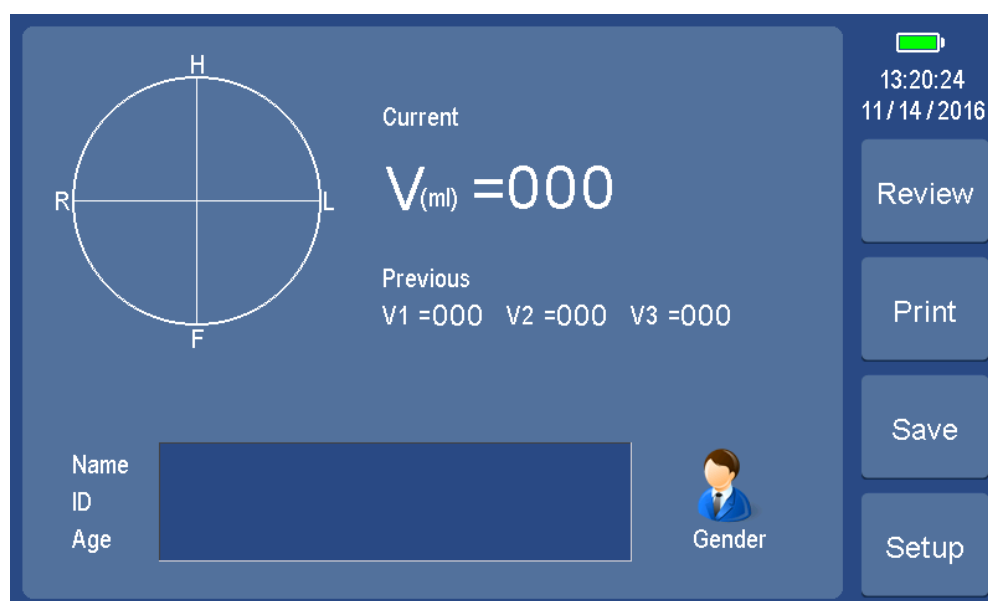 H
R L
F
Current
V(ml) =000
Previous
V1 =000 V2 =000 V3 =000
Name
ID
Age
Gender
13:20:24
11/14/2016
Review
Print
Save
Setup